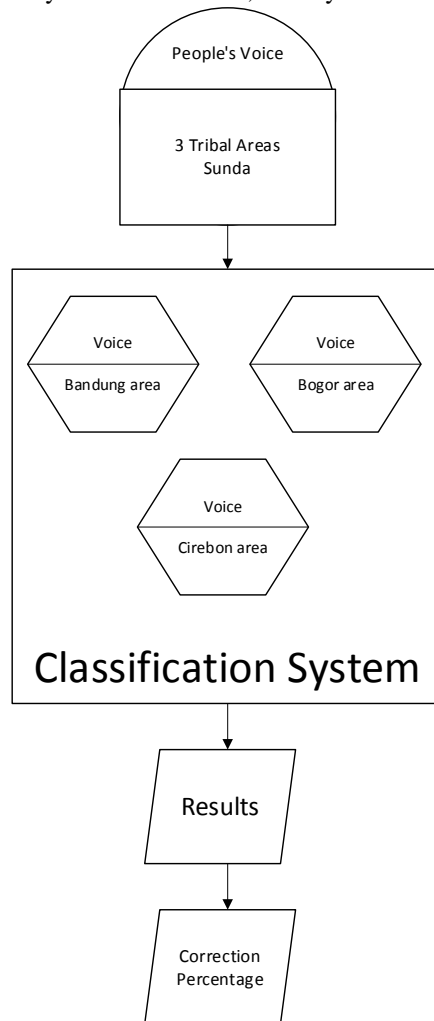 People's Voice
3 Tribal Areas
Sunda
Voice
Bandung area
Voice
Bogor area
Voice
Cirebon area
Classification System
Results
Correction
Percentage